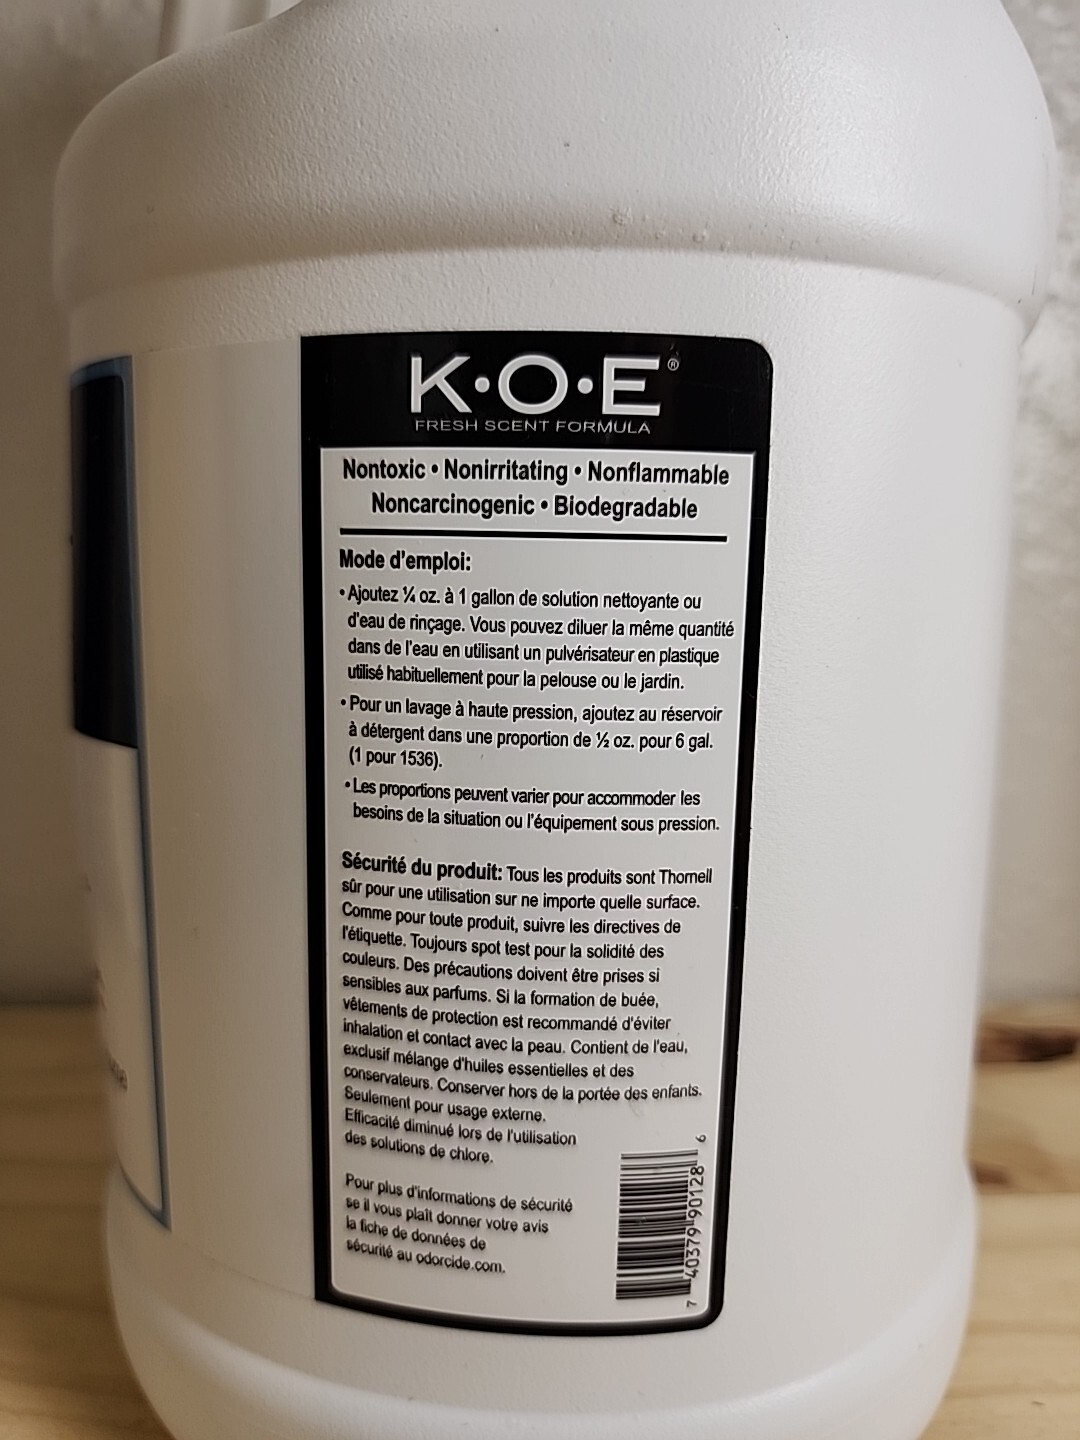 K•O•E®
FRESH SCENT FORMULA
Nontoxic • Nonirritating • Nonflammable
Noncarcinogenic • Biodegradable
Mode d'emploi:
• Ajoutez ¼ oz. à 1 gallon de solution nettoyante ou
d'eau de rinçage. Vous pouvez diluer la même quantité
dans de l'eau en utilisant un pulvérisateur en plastique
utilisé habituellement pour la pelouse ou le jardin.
• Pour un lavage à haute pression, ajoutez au réservoir
à détergent dans une proportion de ½ oz. pour 6 gal.
(1 pour 1536).
• Les proportions peuvent varier pour accommoder les
besoins de la situation ou l'équipement sous pression.
Sécurité du produit: Tous les produits sont Thornell
sûr pour une utilisation sur ne importe quelle surface.
Comme pour toute produit, suivre les directives de
l'étiquette. Toujours spot test pour la solidité des
couleurs. Des précautions doivent être prises si
sensibles aux parfums. Si la formation de buée,
vêtements de protection est recommandé d'éviter
inhalation et contact avec la peau. Contient de l'eau,
exclusif mélange d'huiles essentielles et des
conservateurs. Conserver hors de la portée des enfants.
Seulement pour usage externe.
Efficacité diminué lors de l'utilisation
des solutions de chlore.
Pour plus d'informations de sécurité
se il vous plaît donner votre avis
la fiche de données de
sécurité au odorcide.com.
7 40379 90128 6